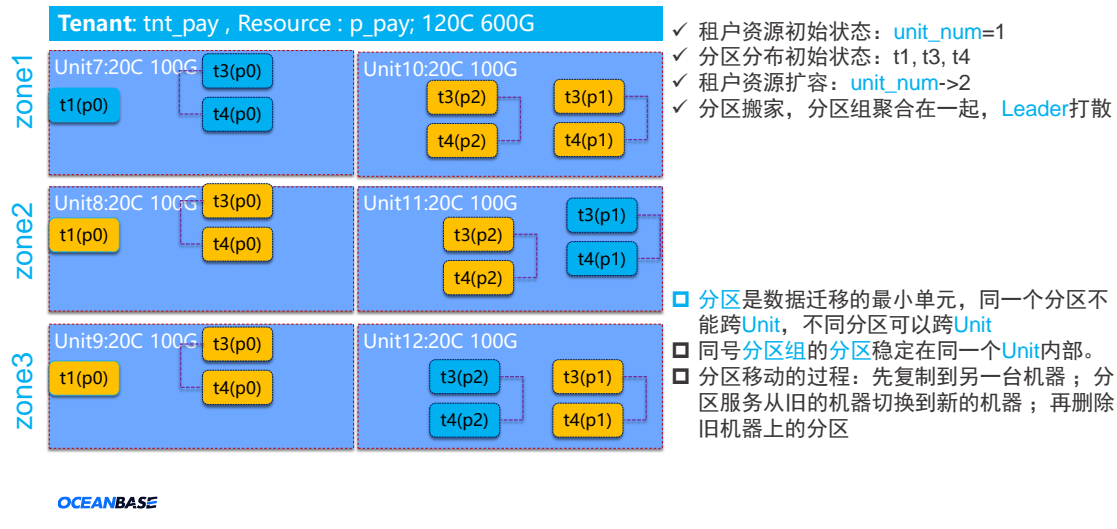 Tenant: tnt_pay , Resource : p_pay; 120C 600G
zone1
Unit7:20C 100G
t1(p0)
t3(p0)
t4(p0)
Unit10:20C 100G
t3(p2)
t4(p2)
t3(p1)
t4(p1)
zone2
Unit8:20C 100G
t1(p0)
t3(p0)
t4(p0)
Unit11:20C 100G
t3(p2)
t4(p2)
t3(p1)
t4(p1)
zone3
Unit9:20C 100G
t1(p0)
t3(p0)
t4(p0)
Unit12:20C 100G
t3(p2)
t4(p2)
t3(p1)
t4(p1)
✓ 租户资源初始状态：unit_num=1
✓ 分区分布初始状态：t1, t3, t4
✓ 租户资源扩容：unit_num->2
✓ 分区搬家，分区组聚合在一起，Leader打散
分区是数据迁移的最小单元，同一个分区不
能跨Unit，不同分区可以跨Unit
同号分区组的分区稳定在同一个Unit内部。
分区移动的过程：先复制到另一台机器；分
区服务从旧的机器切换到新的机器；再删除
旧机器上的分区
OCEANBASE